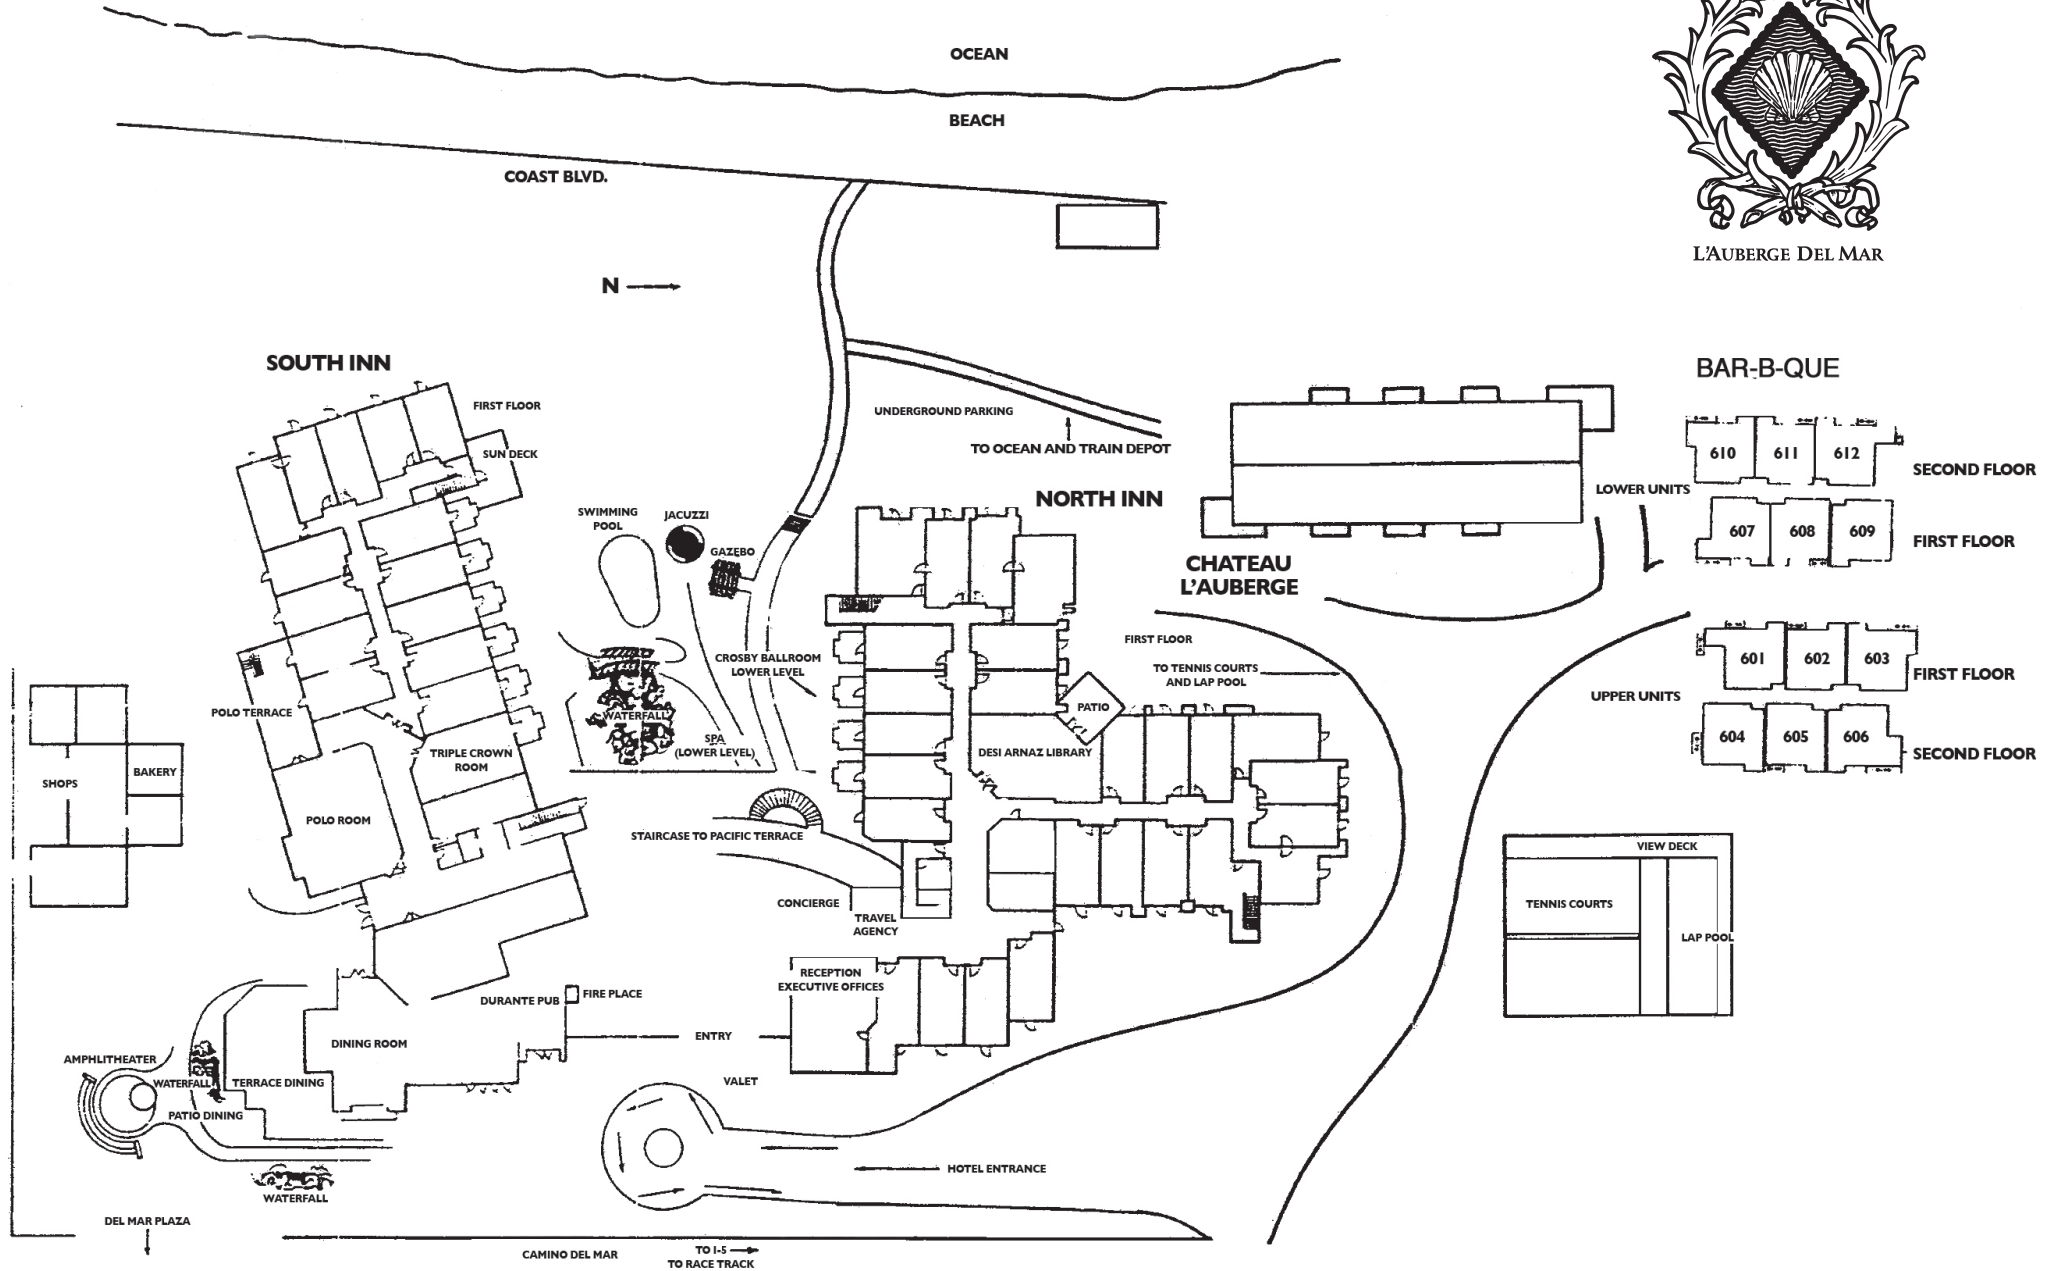 OCEAN
BEACH
COAST BLVD.
L'AUBERGE DEL MAR
N
SOUTH INN
BAR-B-QUE
FIRST FLOOR
UNDERGROUND PARKING
TO OCEAN AND TRAIN DEPOT
SUN DECK
610
611
612
SECOND FLOOR
LOWER UNITS
NORTH INN
SWIMMING
POOL
JACUZZI
607
608
609
FIRST FLOOR
GAZEBO
CHATEAU
L'AUBERGE
FIRST FLOOR
CROSBY BALLROOM
LOWER LEVEL
TO TENNIS COURTS
AND LAP POOL
601
602
603
FIRST FLOOR
UPPER UNITS
POLO TERRACE
WATERFALL
PATIO
SPA
(LOWER LEVEL)
DESI ARNAZ LIBRARY
604
605
606
SECOND FLOOR
TRIPLE CROWN
ROOM
SHOPS
BAKERY
POLO ROOM
STAIRCASE TO PACIFIC TERRACE
VIEW DECK
CONCIERGE
TRAVEL
AGENCY
TENNIS COURTS
LAP POOL
RECEPTION
EXECUTIVE OFFICES
DURANTE PUB
FIRE PLACE
DINING ROOM
ENTRY
AMPHLITHEATER
WATERFALL
TERRACE DINING
VALET
PATIO DINING
HOTEL ENTRANCE
WATERFALL
DEL MAR PLAZA
CAMINO DEL MAR
TO I-5
TO RACE TRACK